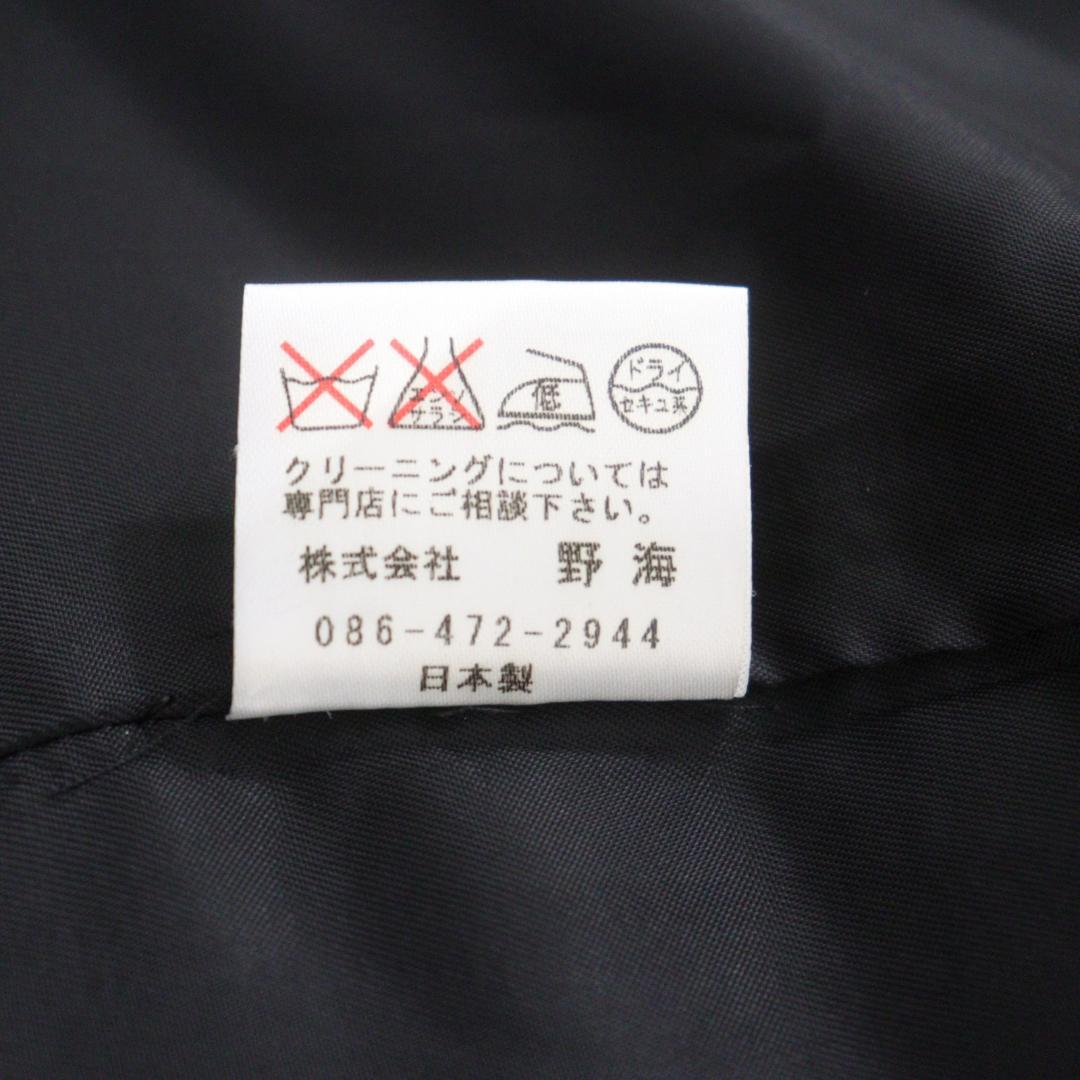 エンソ
サラシ
低
ドライ
セキユ系
クリーニングについては
専門店にご相談下さい。
株式会社 野海
086-472-2944
日本製